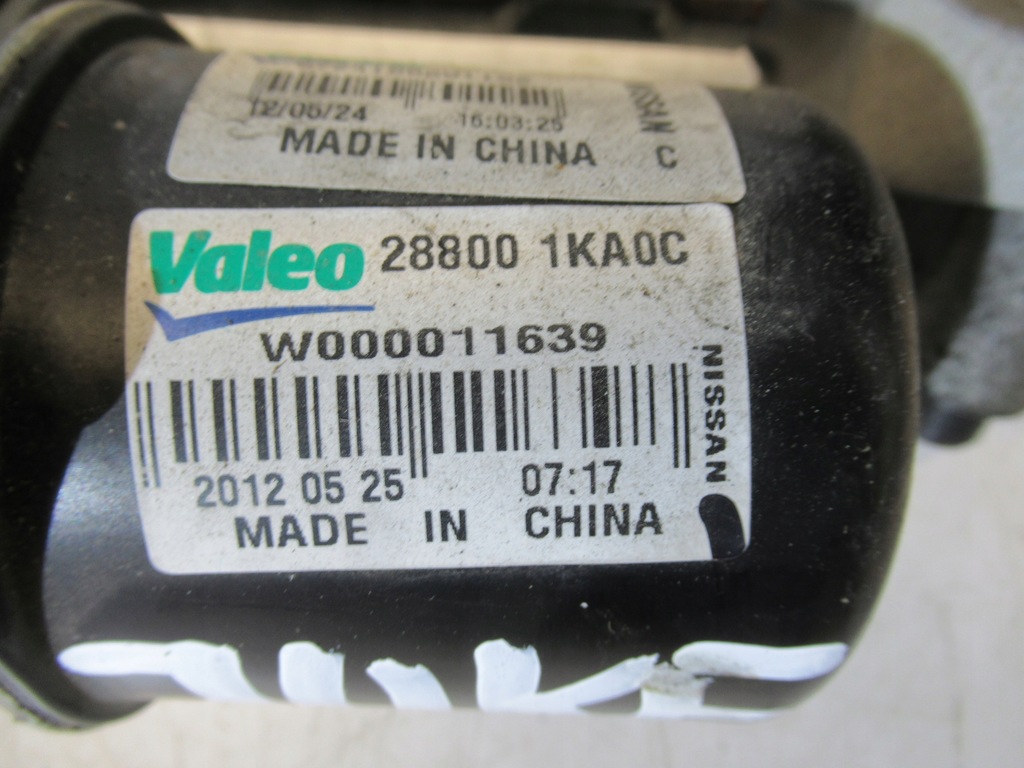 12/05/24 16:03:25
MADE IN CHINA
NISSAN C
Valeo 28800 1KA0C
W000011639
2012 05 25 07:17
MADE IN CHINA
NISSAN